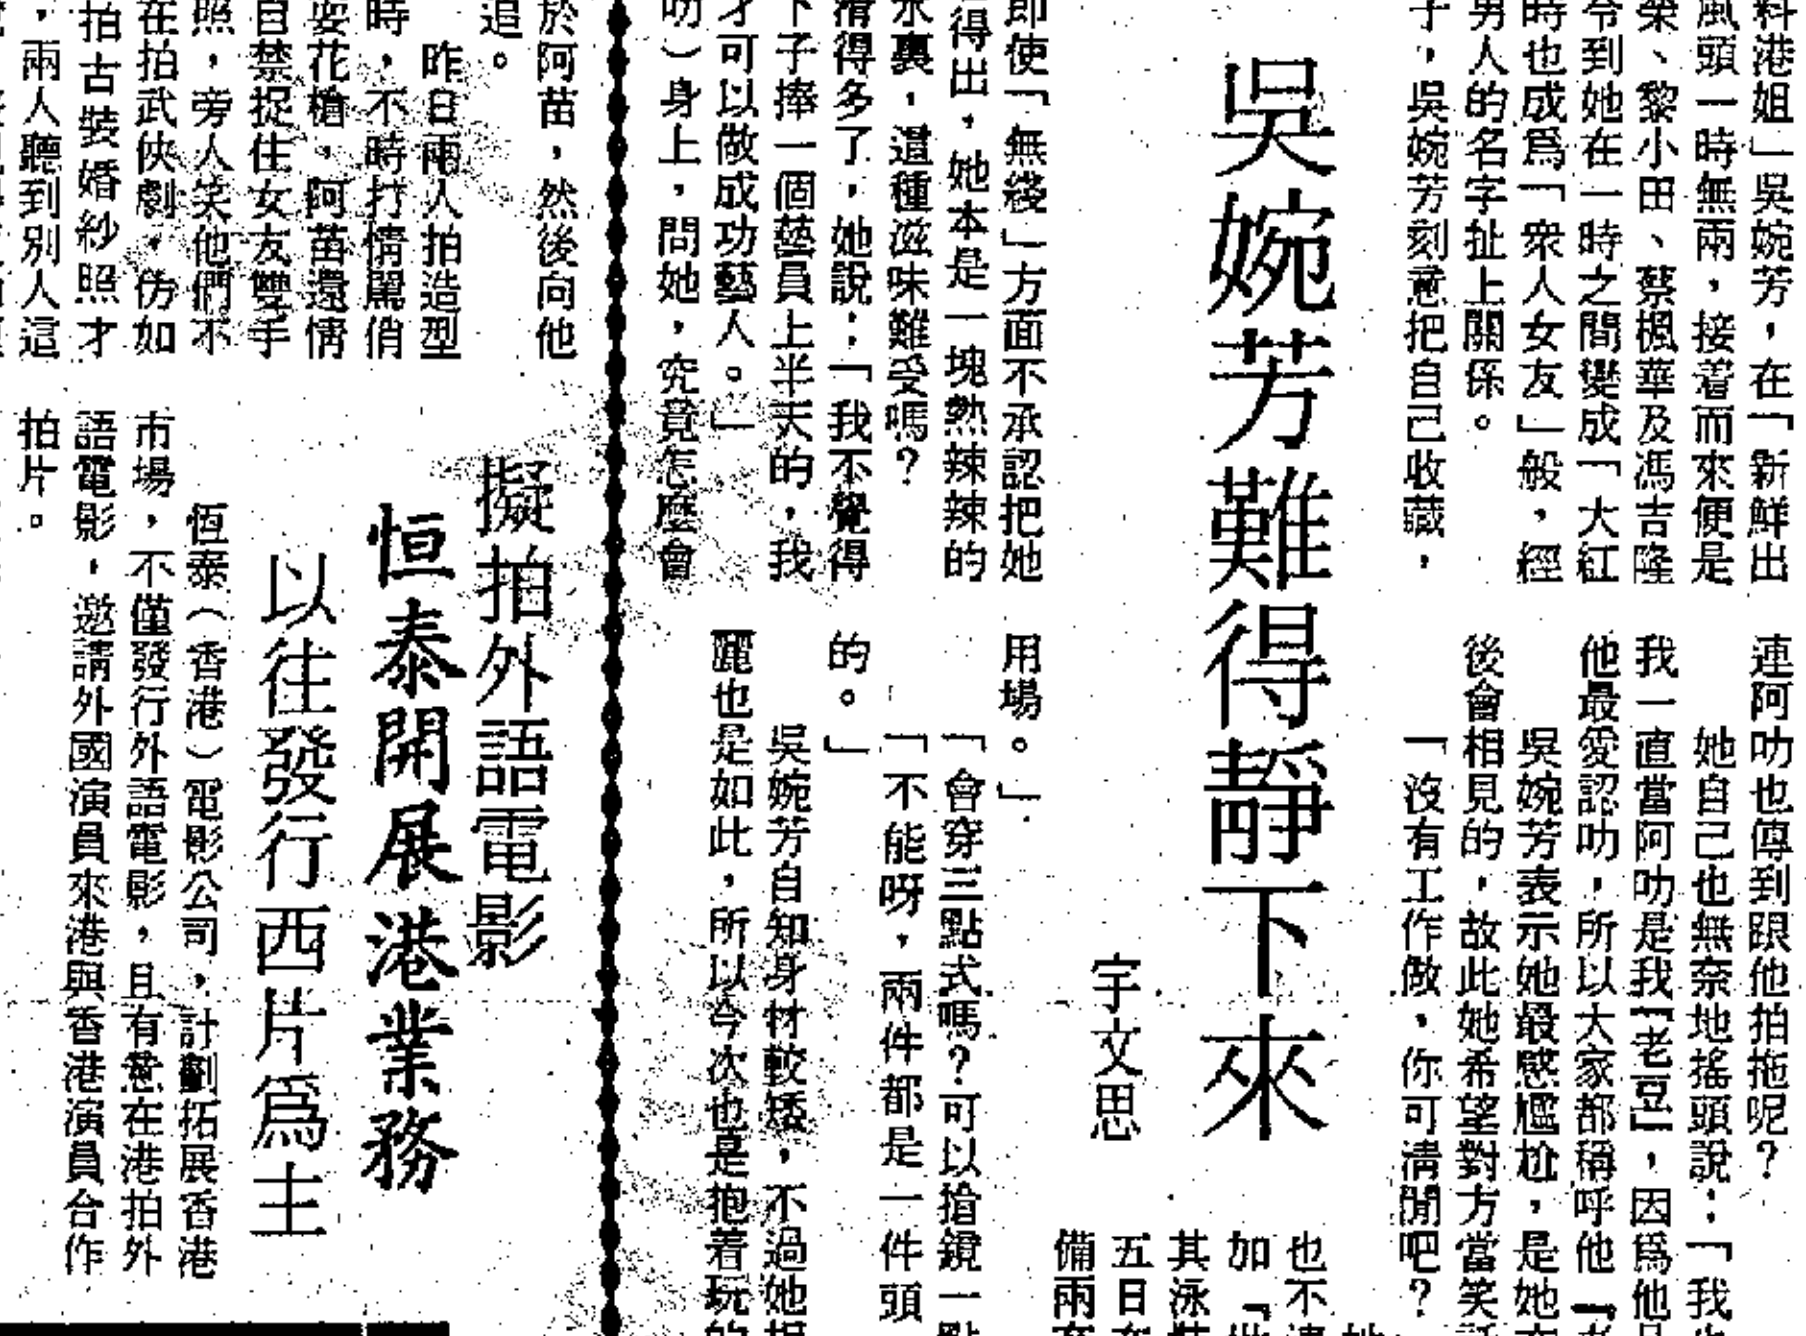 吳婉芳難得靜下來
宇文思
料港姐」吳婉芳，在「新鮮出
風頭一時無兩，接着而來便是
榮、黎小田、蔡楓華及馮吉隆
令到她在一時之間變成「大紅
時也成爲「衆人女友」般，經
男人的名字扯上關係。
子，吳婉芳刻意把自己收藏，
即使「無綫」方面不承認把她
得出，她本是一塊熱辣辣的
水裏，這種滋味難受嗎？
清得多了，她說：「我不覺得
下子捧一個藝員上半天的，我
才可以做成功藝人。」
叻）身上，問她，究竟怎麼會
連阿叻也傳到跟他拍拖呢？
她自己也無奈地搖頭說：「我
我一直當阿叻是我「老豆」，因爲他
他最愛認叻，所以大家都稱呼他「老
吳婉芳表示她最感尷尬，是她
後會相見的，故此她希望對方當笑
「沒有工作做，你可清閒吧？
也不
加「
其泳
五日
備兩
用場。」
「會穿三點式嗎？可以搶鏡一點
「不能呀，兩件都是一件頭
的。」
吳婉芳自知身材較矮，不過她
麗也是如此，所以今次也是抱着玩的
於阿苗，然後向他
追。
昨日兩人拍造型
時，不時打情駡俏
耍花槍，阿苗還情
自禁捉住女友雙手
照，旁人笑他們不
在拍武俠劇，仿如
拍古裝婚紗照才
，兩人聽到別人這
擬拍外語電影
恒泰開展港業務
以往發行西片爲主
恆泰（香港）電影公司，計劃拓展香港
市場，不僅發行外語電影，且有意在港拍外
語電影，邀請外國演員來港與香港演員合作
拍片。